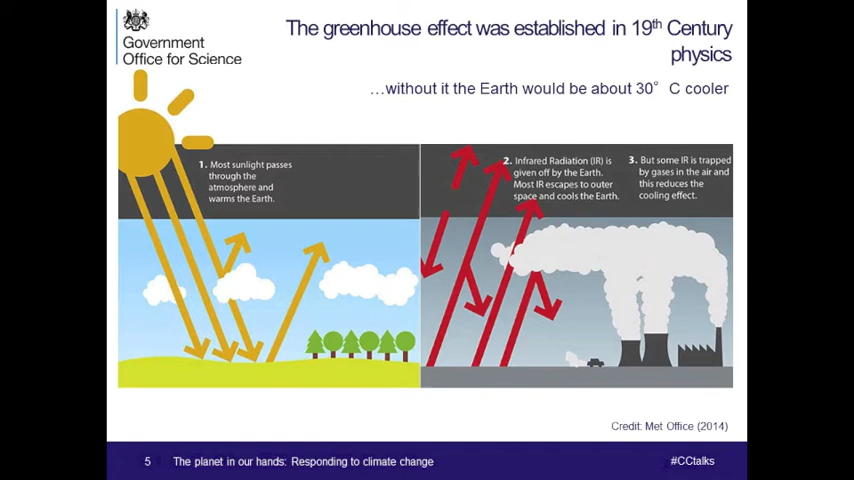 Government
Office for Science
The greenhouse effect was established in 19th Century
physics
…without it the Earth would be about 30° C cooler
1. Most sunlight passes
through the
atmosphere and
warms the Earth.
2. Infrared Radiation (IR) is
given off by the Earth.
Most IR escapes to outer
space and cools the Earth.
3. But some IR is trapped
by gases in the air and
this reduces the
cooling effect.
Credit: Met Office (2014)
5 The planet in our hands: Responding to climate change #CCtalks